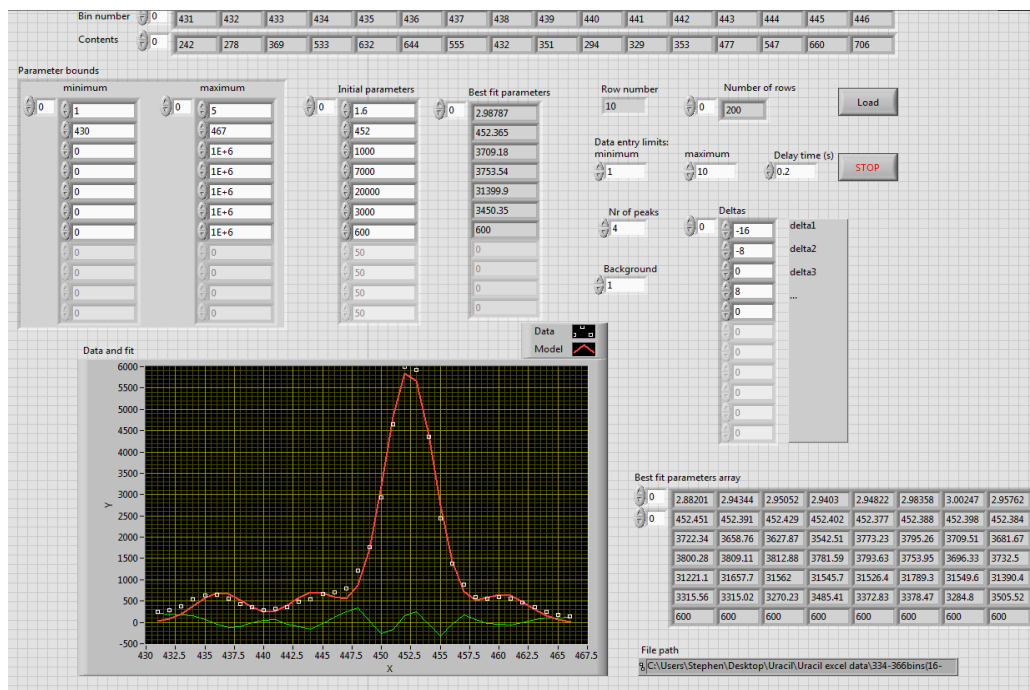 Bin number 0 431 432 433 434 435 436 437 438 439 440 441 442 443 444 445 446
Contents 0 242 278 369 533 632 644 555 432 351 294 329 353 477 547 660 706
Parameter bounds
minimum maximum Initial parameters Best fit parameters Row number Number of rows
0 1 0 5 0 1.6 0 2.98787 10 0 200 Load
430 467 452 452.365
0 1E+6 1000 3709.18
0 1E+6 7000 3753.54
0 1E+6 20000 31399.9
0 1E+6 3000 3450.35
0 1E+6 600 600
0 0 50 0
0 0 50 0
0 0 50 0
0 0 50 0
Data entry limits:
minimum maximum Delay time (s)
1 10 0.2 STOP
Nr of peaks Deltas
4 0 -16 delta1
-8 delta2
0 delta3
8 ...
0
0
0
0
0
0
0
Background
1
Data
Model
Data and fit
6000
5500
5000
4500
4000
3500
3000
2500
2000
1500
1000
500
0
-500
Y
430 432.5 435 437.5 440 442.5 445 447.5 450 452.5 455 457.5 460 462.5 465 467.5
X
Best fit parameters array
0 2.88201 2.94344 2.95052 2.9403 2.94822 2.98358 3.00247 2.95762
0 452.451 452.391 452.429 452.402 452.377 452.388 452.398 452.384
3722.34 3658.76 3627.87 3542.51 3773.23 3795.26 3709.51 3681.67
3800.28 3809.11 3812.88 3781.59 3793.63 3753.95 3696.33 3732.5
31221.1 31657.7 31562 31545.7 31526.4 31789.3 31549.6 31390.4
3315.56 3315.02 3270.23 3485.41 3372.83 3378.47 3284.8 3505.52
600 600 600 600 600 600 600 600
File path
C:\Users\Stephen\Desktop\Uracil\Uracil excel data\334-366bins(16-